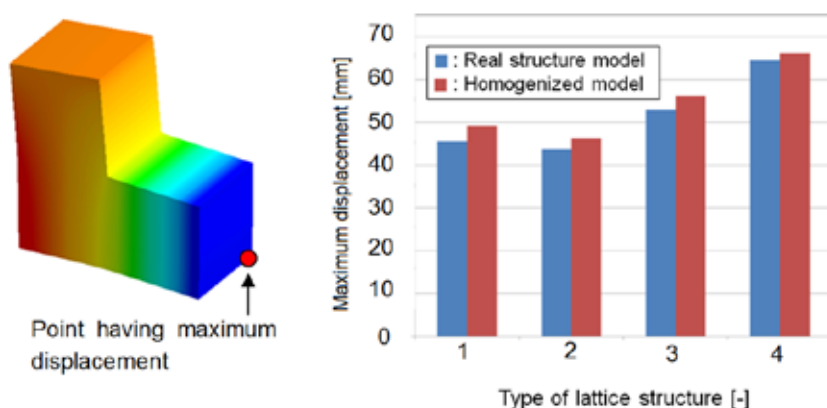 Point having maximum
displacement
Maximum displacement [mm]
70
60
50
40
30
20
10
0
: Real structure model
: Homogenized model
1 2 3 4
Type of lattice structure [-]